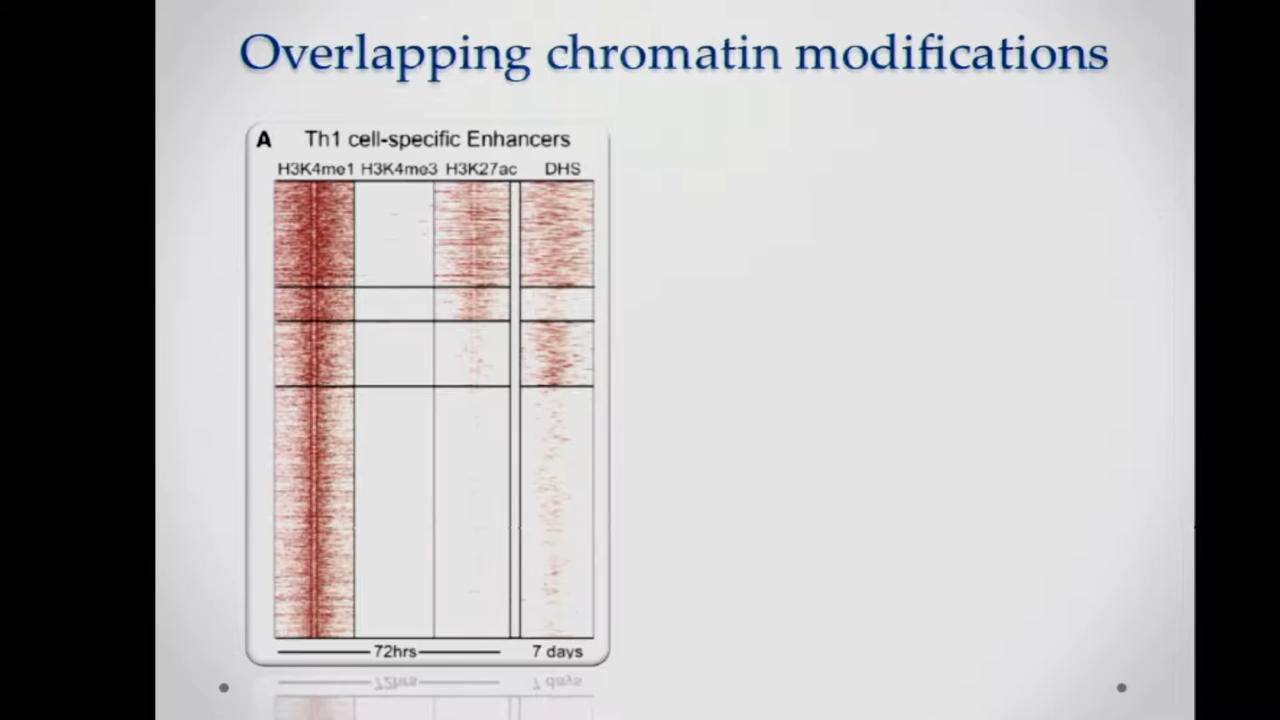 Overlapping chromatin modifications
A Th1 cell-specific Enhancers
H3K4me1 H3K4me3 H3K27ac DHS
72hrs 7 days